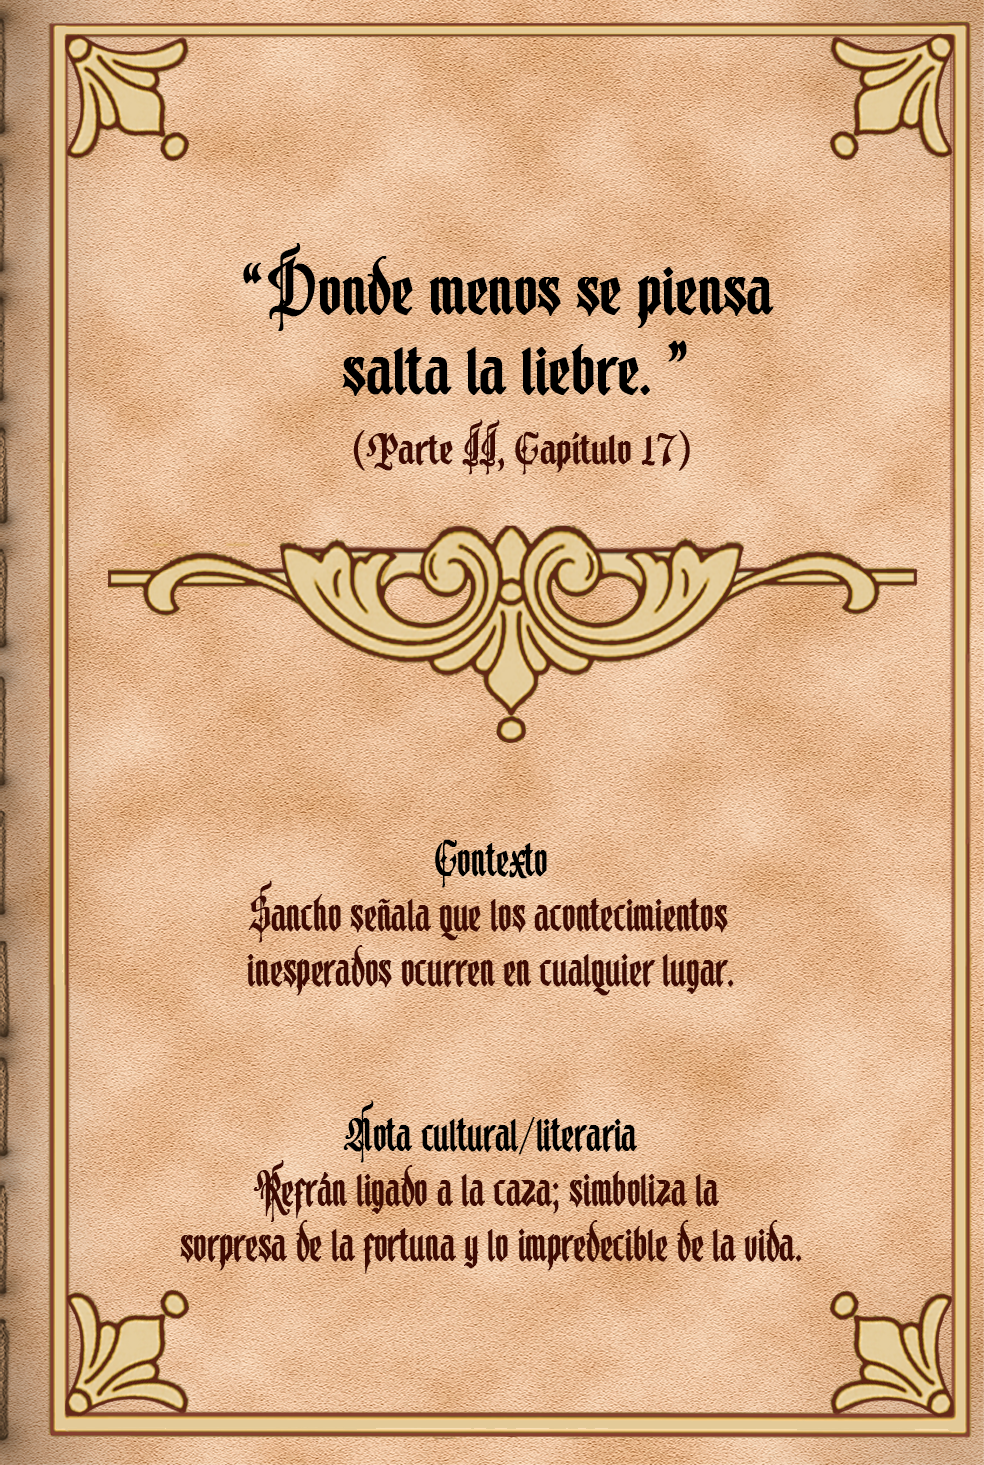 “Donde menos se piensa
salta la liebre. ”
(Parte II, Capítulo 17)
Contexto
Sancho señala que los acontecimientos
inesperados ocurren en cualquier lugar.
Nota cultural/literaria
Refrán ligado a la caza; simboliza la
sorpresa de la fortuna y lo impredecible de la vida.